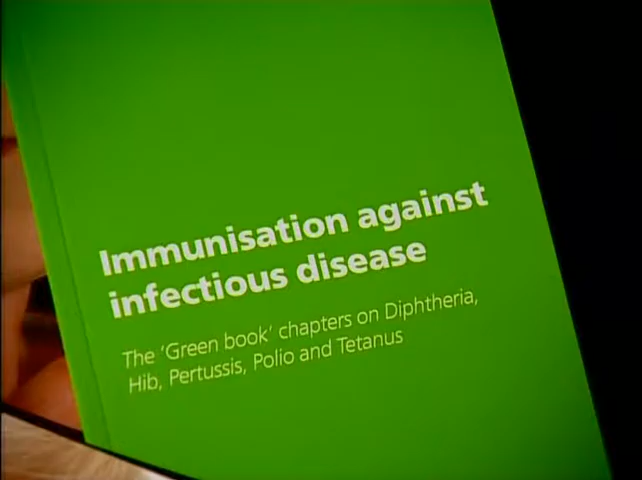 Immunisation against
infectious disease
The 'Green book' chapters on Diphtheria,
Hib, Pertussis, Polio and Tetanus